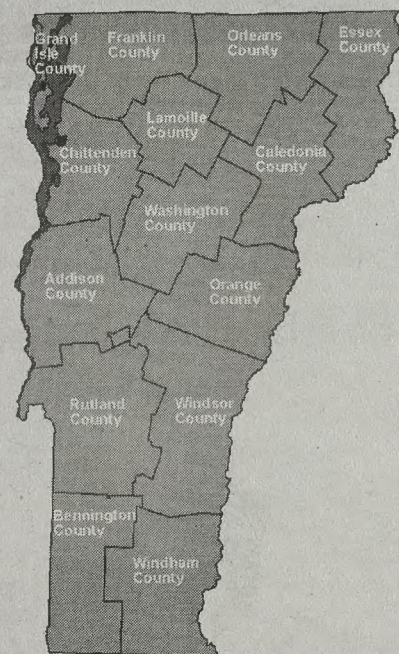 Grand
Isle
County
Franklin
County
Orleans
County
Essex
County
Lamoille
County
Chittenden
County
Caledonia
County
Washington
County
Addison
County
Orange
County
Rutland
County
Windsor
County
Bennington
County
Windham
County